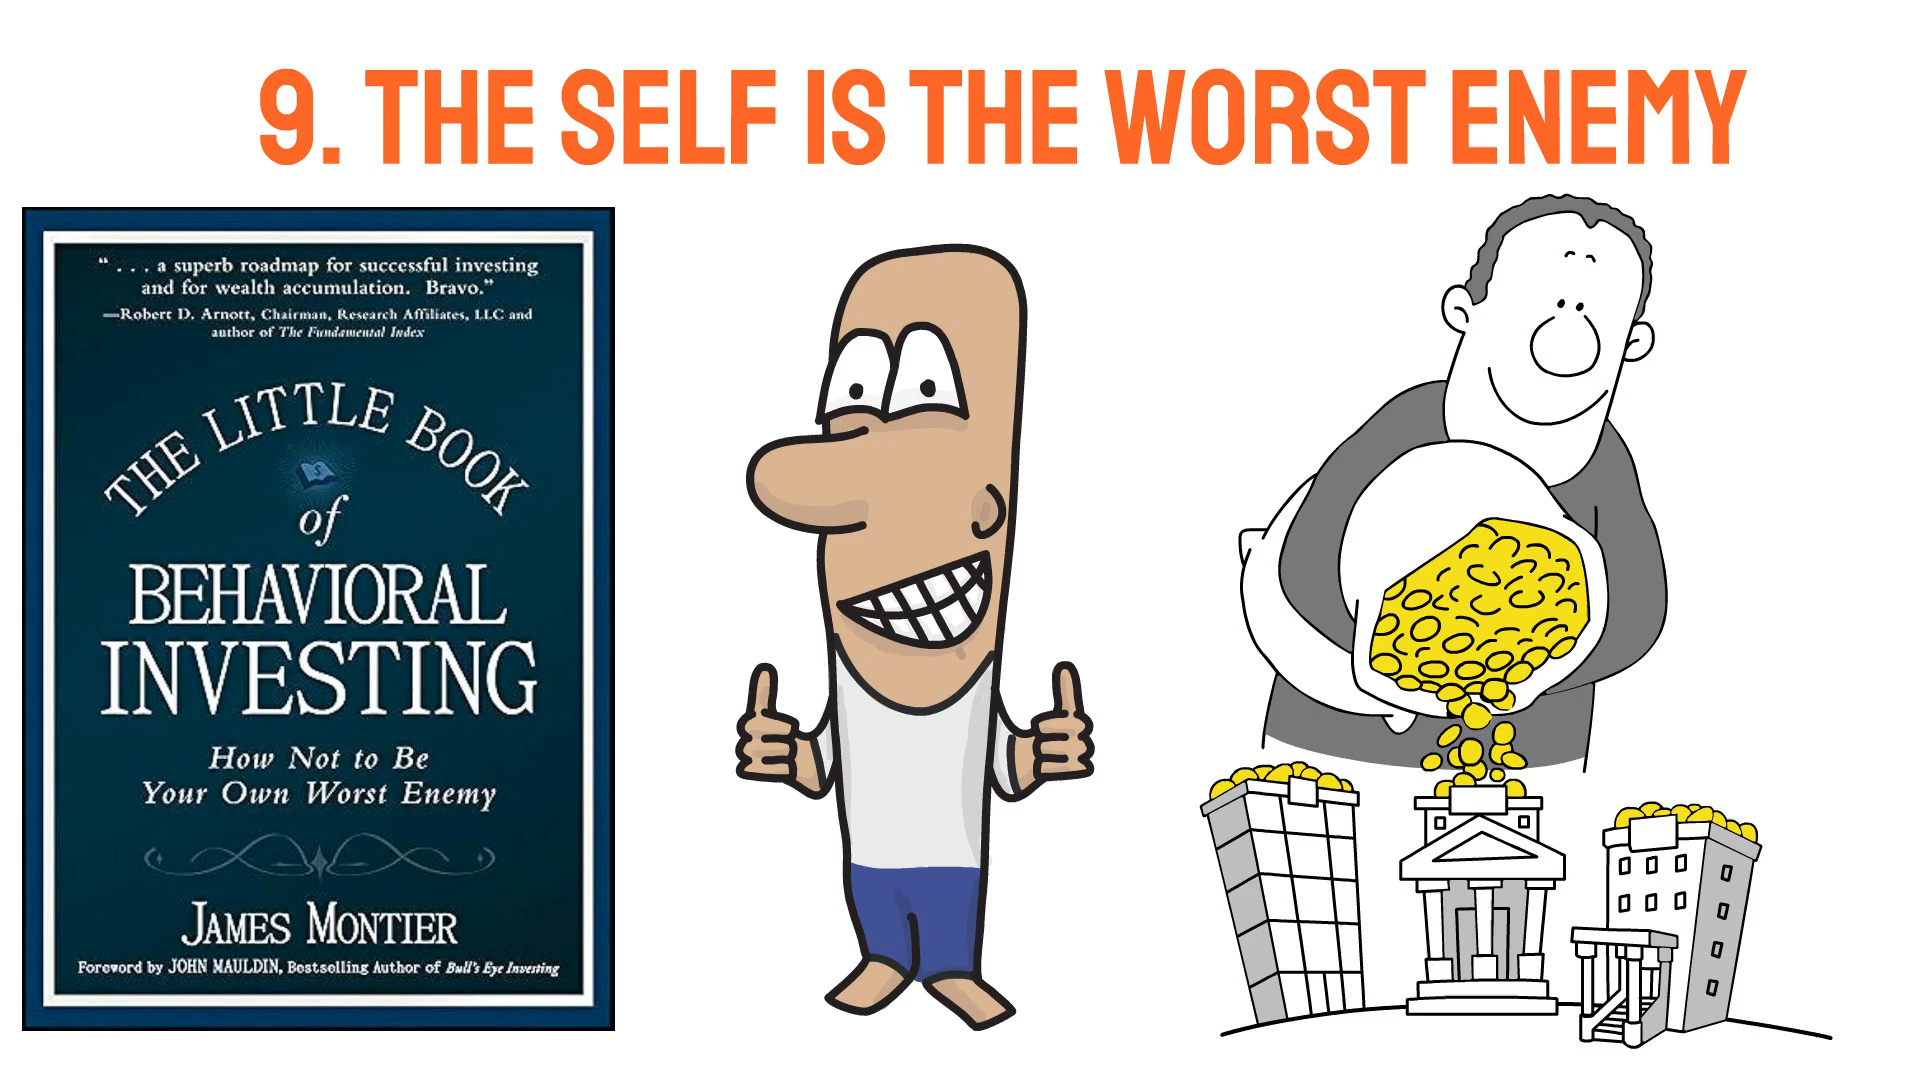 9. THE SELF IS THE WORST ENEMY
“ . . . a superb roadmap for successful investing
and for wealth accumulation. Bravo.”
—Robert D. Arnott, Chairman, Research Affiliates, LLC and
author of The Fundamental Index
THE LITTLE BOOK
of
BEHAVIORAL
INVESTING
How Not to Be
Your Own Worst Enemy
JAMES MONTIER
Foreword by JOHN MAULDIN, Bestselling Author of Bull's Eye Investing